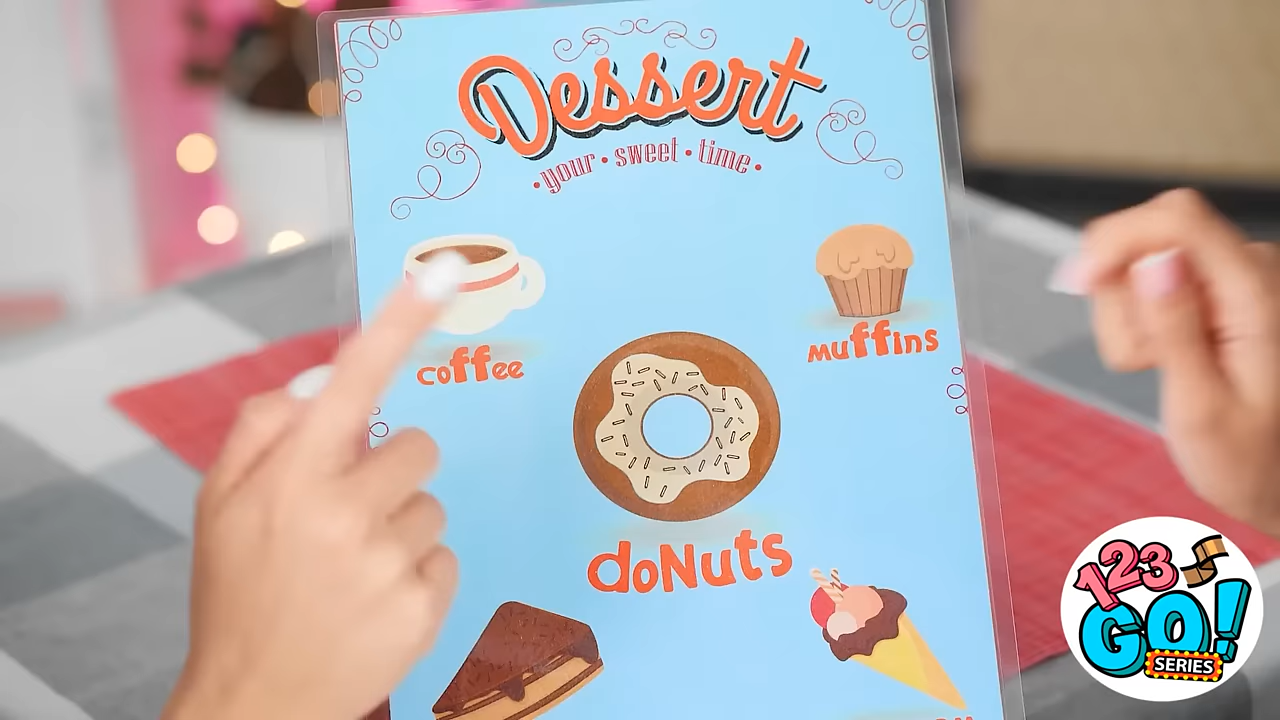 Dessert
• your • sweet • time •
coffee
muffins
doNuts
123
GO!
SERIES